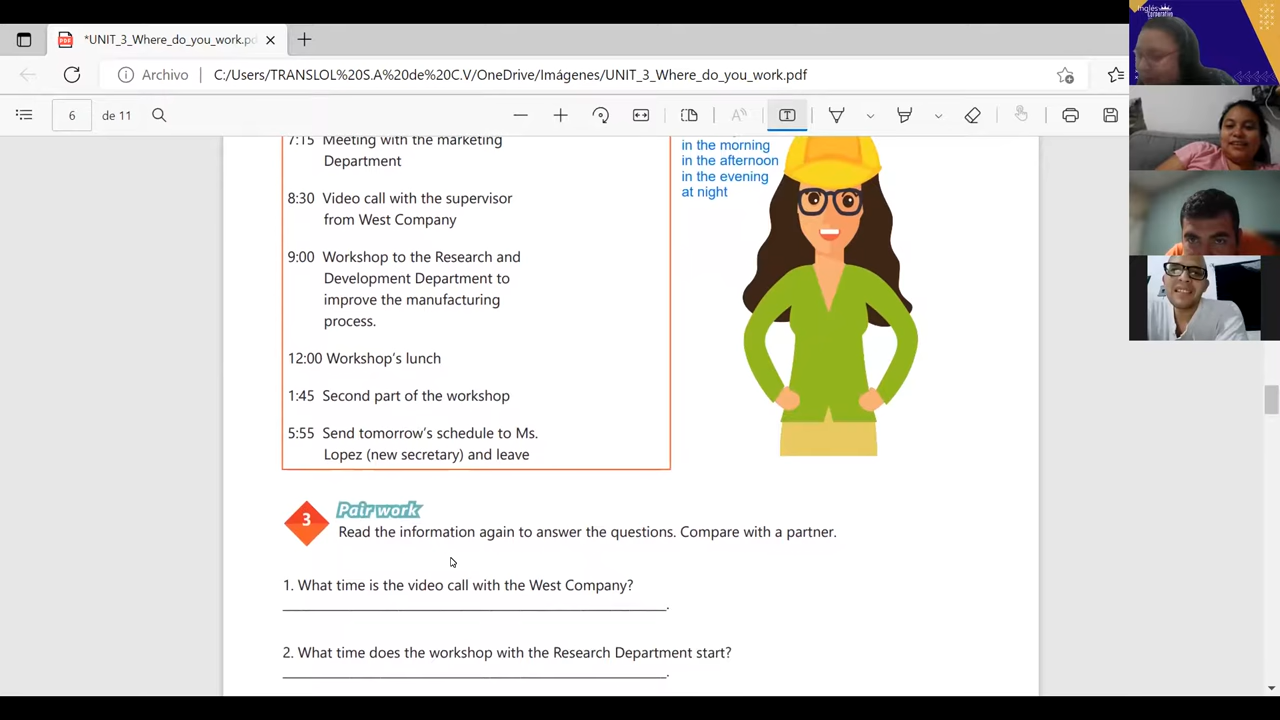 *UNIT_3_Where_do_you_work.pd
Archivo
C:/Users/TRANSLOL%20S.A%20de%20C.V/OneDrive/Imágenes/UNIT_3_Where_do_you_work.pdf
6 de 11
7:15 Meeting with the marketing
Department
8:30 Video call with the supervisor
from West Company
9:00 Workshop to the Research and
Development Department to
improve the manufacturing
process.
12:00 Workshop's lunch
1:45 Second part of the workshop
5:55 Send tomorrow's schedule to Ms.
Lopez (new secretary) and leave
in the morning
in the afternoon
in the evening
at night
3
Pair work
Read the information again to answer the questions. Compare with a partner.
1. What time is the video call with the West Company?
2. What time does the workshop with the Research Department start?
Inglés
corporativo